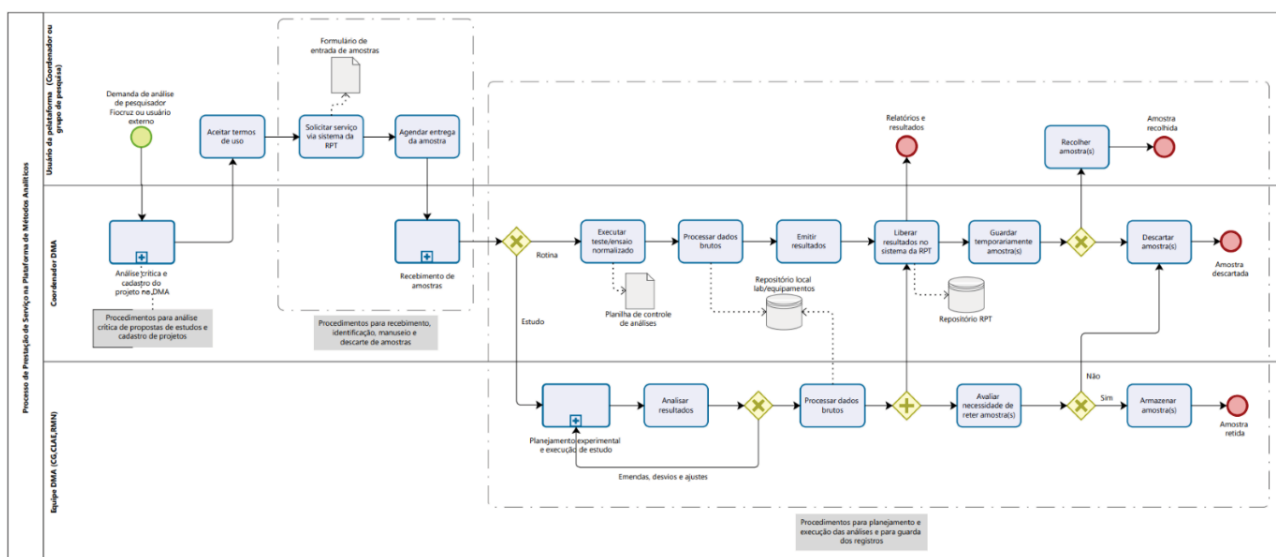 Processo de Prestação de Serviço na Plataforma de Métodos Analíticos
Usuário da pelataforma (Coordenador ou
grupo de pesquisa)
Demanda de análise
de pesquisador
Fiocruz ou usuário
externo
Aceitar termos
de uso
Formulário de
entrada de amostras
Solicitar serviço
via sistema da
RPT
Agendar entrega
da amostra
Relatórios e
resultados
Recolher
amostra(s)
Amostra
recolhida
Coordenador DMA
Análise crítica e
cadastro do
projeto na DMA
Procedimentos para análise
crítica de propostas de estudos e
cadastro de projetos
Recebimento de
amostras
Procedimentos para recebimento,
identificação, manuseio e
descarte de amostras
Rotina
Estudo
Executar
teste/ensaio
normalizado
Planilha de controle
de análises
Processar dados
brutos
Repositório local
lab/equipamentos
Emitir
resultados
Liberar
resultados no
sistema da RPT
Repositório RPT
Guardar
temporariamente
amostra(s)
Descartar
amostra(s)
Amostra
descartada
Equipe DMA (CG,CLAE,RMN)
Planejamento experimental
e execução de estudo
Analisar
resultados
Emendas, desvios e ajustes
Processar dados
brutos
Avaliar
necessidade de
reter amostra(s)
Não
Sim
Armazenar
amostra(s)
Amostra
retida
Procedimentos para planejamento e
execução das análises e para guarda
dos registros